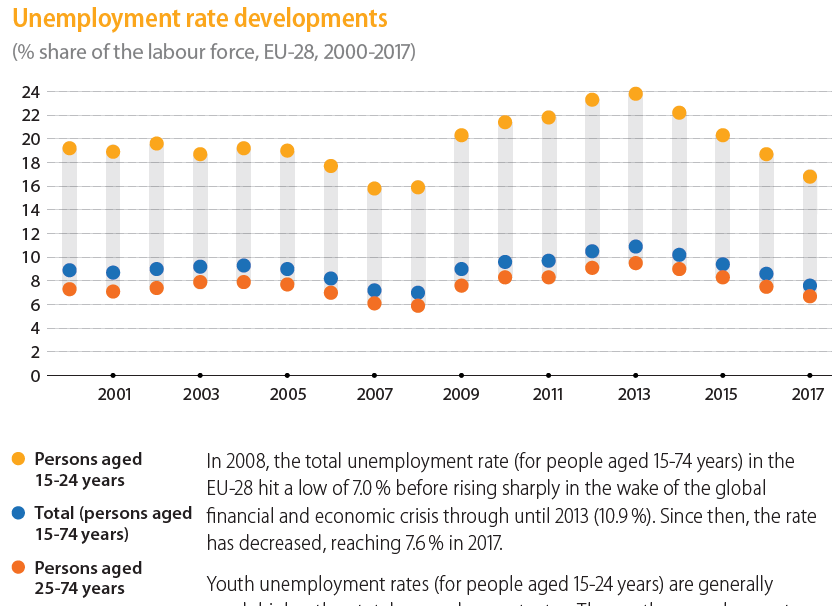 Unemployment rate developments
(% share of the labour force, EU-28, 2000-2017)
24
22
20
18
16
14
12
10
8
6
4
2
0
2001 2003 2005 2007 2009 2011 2013 2015 2017
Persons aged
15-24 years
Total (persons aged
15-74 years)
Persons aged
25-74 years
In 2008, the total unemployment rate (for people aged 15-74 years) in the
EU-28 hit a low of 7.0 % before rising sharply in the wake of the global
financial and economic crisis through until 2013 (10.9 %). Since then, the rate
has decreased, reaching 7.6 % in 2017.
Youth unemployment rates (for people aged 15-24 years) are generally